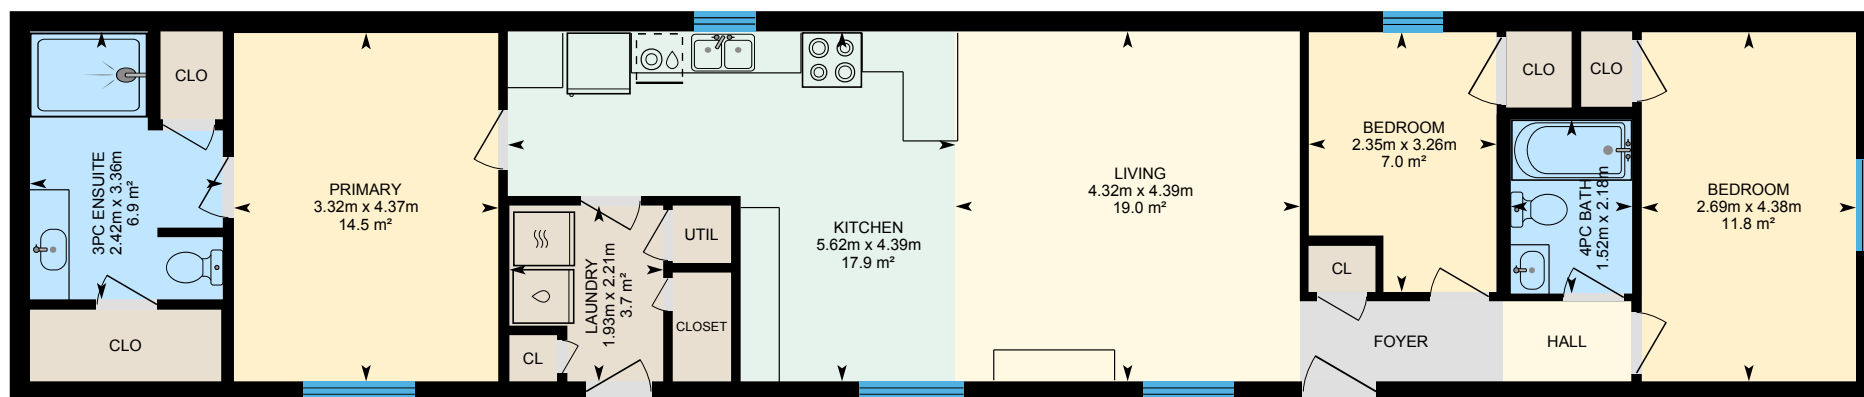 CLO
3PC ENSUITE
2.42m x 3.36m
6.9 m²
CLO
PRIMARY
3.32m x 4.37m
14.5 m²
LAUNDRY
1.93m x 2.21m
3.7 m²
UTIL
CLOSET
CL
KITCHEN
5.62m x 4.39m
17.9 m²
LIVING
4.32m x 4.39m
19.0 m²
BEDROOM
2.35m x 3.26m
7.0 m²
CL
FOYER
CLO
CLO
4PC BATH
1.52m x 2.18m
HALL
BEDROOM
2.69m x 4.38m
11.8 m²